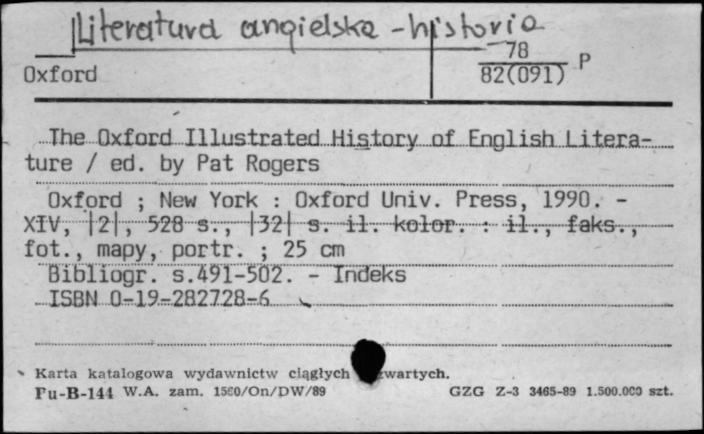 Literatura angielska - historia
Oxford
78
82(091) P
The Oxford Illustrated History of English Litera-
ture / ed. by Pat Rogers
Oxford ; New York : Oxford Univ. Press, 1990. -
XIV, |2|, 528 s., |32| s. il. kolor. : il., faks.,
fot., mapy, portr. ; 25 cm
Bibliogr. s.491-502. - Indeks
ISBN 0-19-282728-6
Karta katalogowa wydawnictw ciągłych
Pu-B-144 W.A. zam. 1560/On/DW/89 GZG Z-3 3465-89 1.500.000 szt.